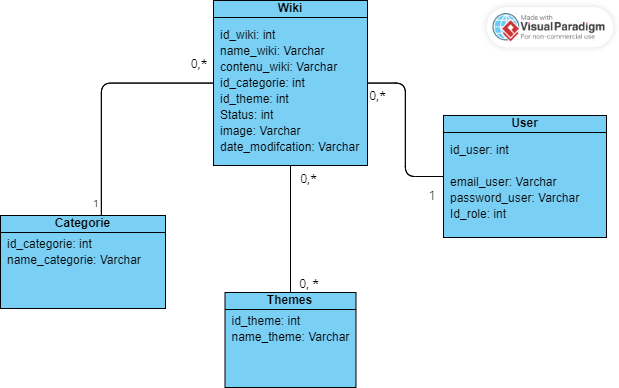 Wiki
id_wiki: int
name_wiki: Varchar
contenu_wiki: Varchar
id_categorie: int
id_theme: int
Status: int
image: Varchar
date_modifcation: Varchar
Made with
VisualParadigm
For non-commercial use
0,*
0,*
User
id_user: int
email_user: Varchar
password_user: Varchar
Id_role: int
0,*
1
1
Categorie
id_categorie: int
name_categorie: Varchar
0, *
Themes
id_theme: int
name_theme: Varchar